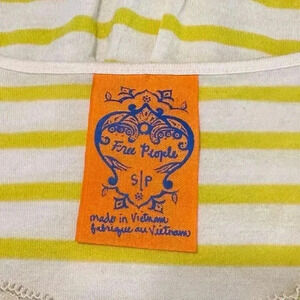 Free People
S|P
made in Vietnam
fabriqué au Vietnam